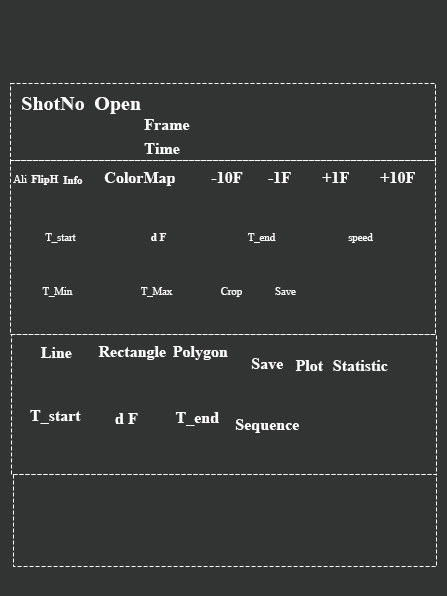 ShotNo Open
Frame
Time
Ali FlipH Info ColorMap -10F -1F +1F +10F
T_start d F T_end speed
T_Min T_Max Crop Save
Line Rectangle Polygon Save Plot Statistic
T_start d F T_end Sequence